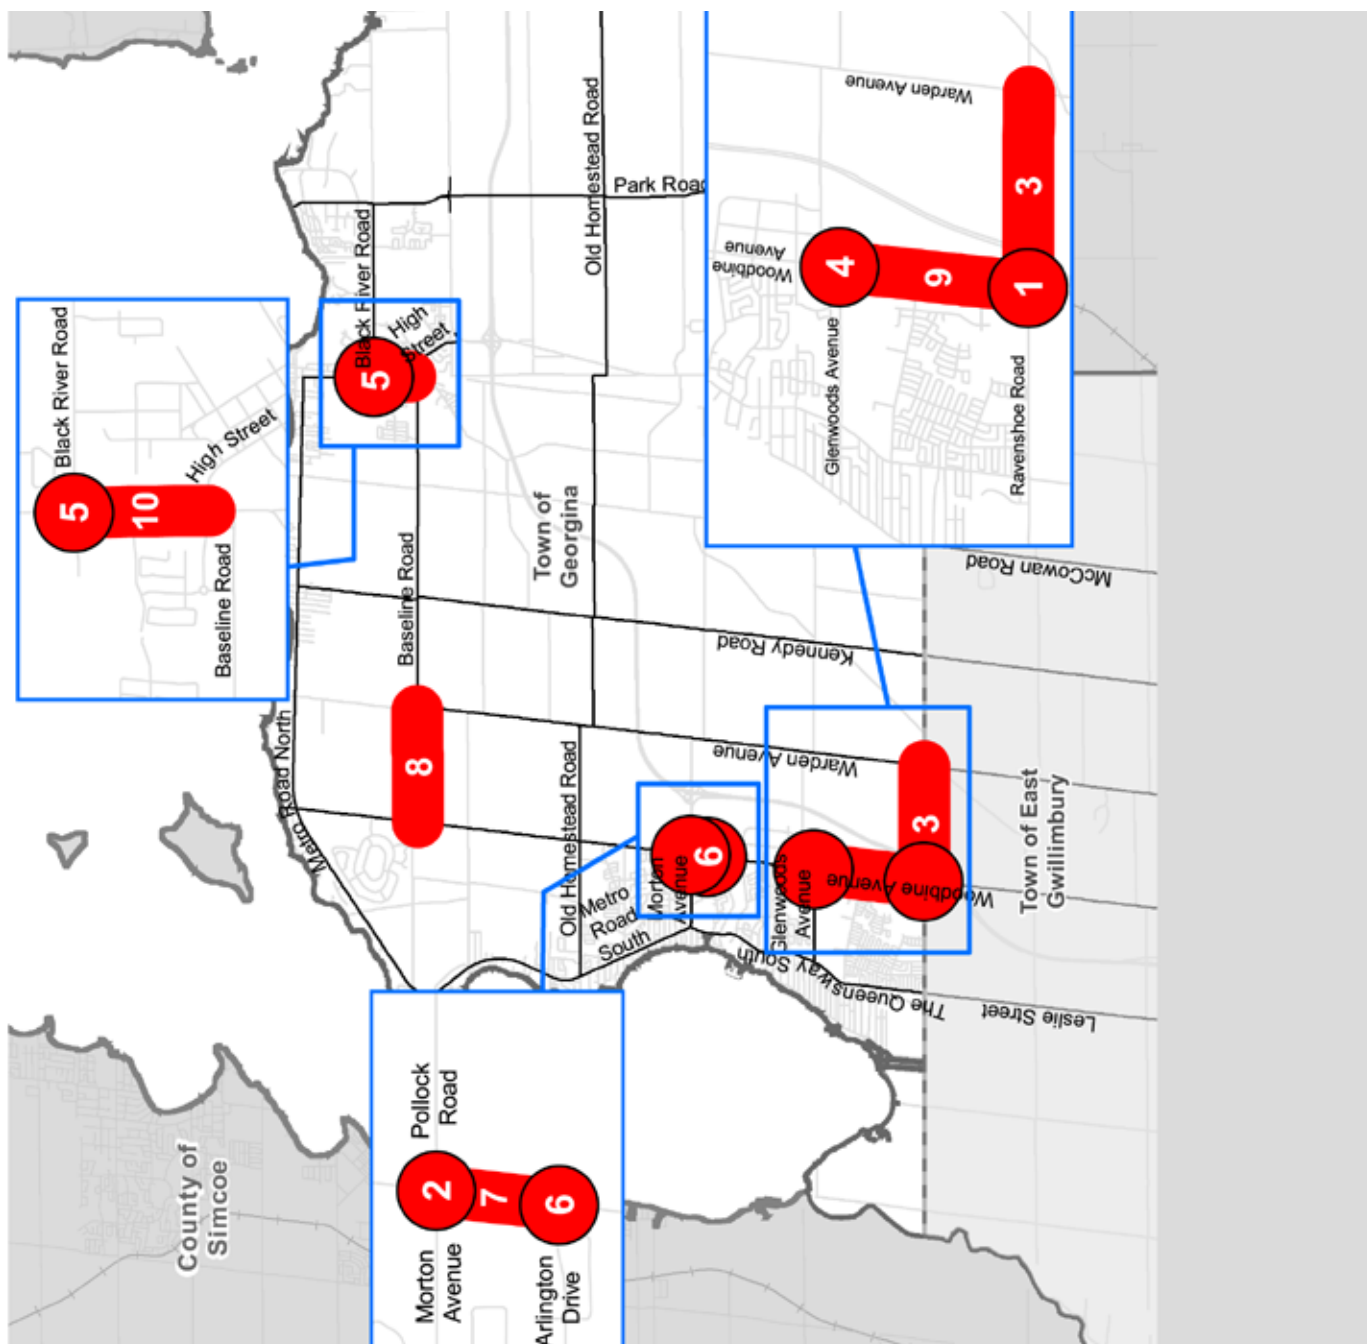 Black River Road
5
10
High Street
Baseline Road
Black River Road
High
Street
5
Old Homestead Road
Park Road
Warden Avenue
Woodbine
Avenue
4
9
3
1
Glenwoods Avenue
Ravenshoe Road
Town of
Georgina
Baseline Road
Kennedy Road
McCowan Road
Metro Road North
8
Old Homestead Road
Warden Avenue
Metro
Road
South
Morton
Avenue
6
Glenwoods
Avenue
3
Woodbine Avenue
Town of East
Gwillimbury
The Queensway South
Leslie Street
County of
Simcoe
Pollock
Road
2
7
6
Morton
Avenue
Arlington
Drive